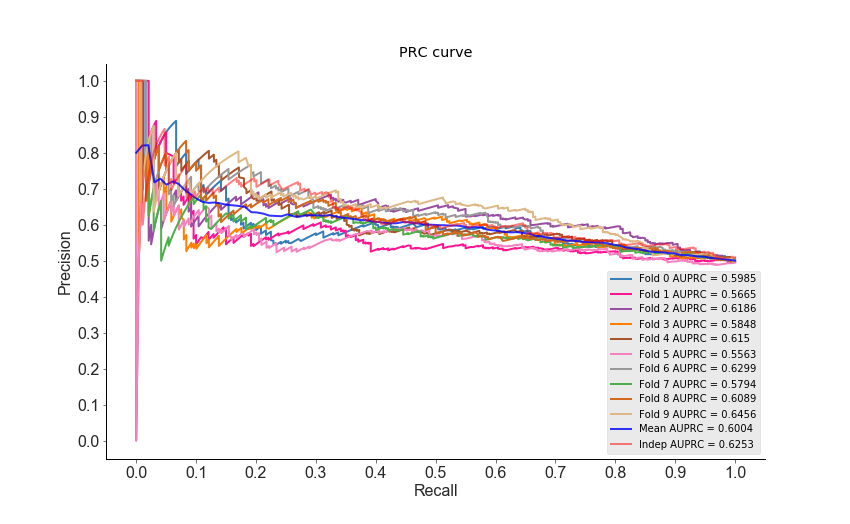 PRC curve
1.0
0.9
0.8
0.7
0.6
0.5
0.4
0.3
0.2
0.1
0.0
Precision
Fold 0 AUPRC = 0.5985
Fold 1 AUPRC = 0.5665
Fold 2 AUPRC = 0.6186
Fold 3 AUPRC = 0.5848
Fold 4 AUPRC = 0.615
Fold 5 AUPRC = 0.5563
Fold 6 AUPRC = 0.6299
Fold 7 AUPRC = 0.5794
Fold 8 AUPRC = 0.6089
Fold 9 AUPRC = 0.6456
Mean AUPRC = 0.6004
Indep AUPRC = 0.6253
0.0 0.1 0.2 0.3 0.4 0.5 0.6 0.7 0.8 0.9 1.0
Recall